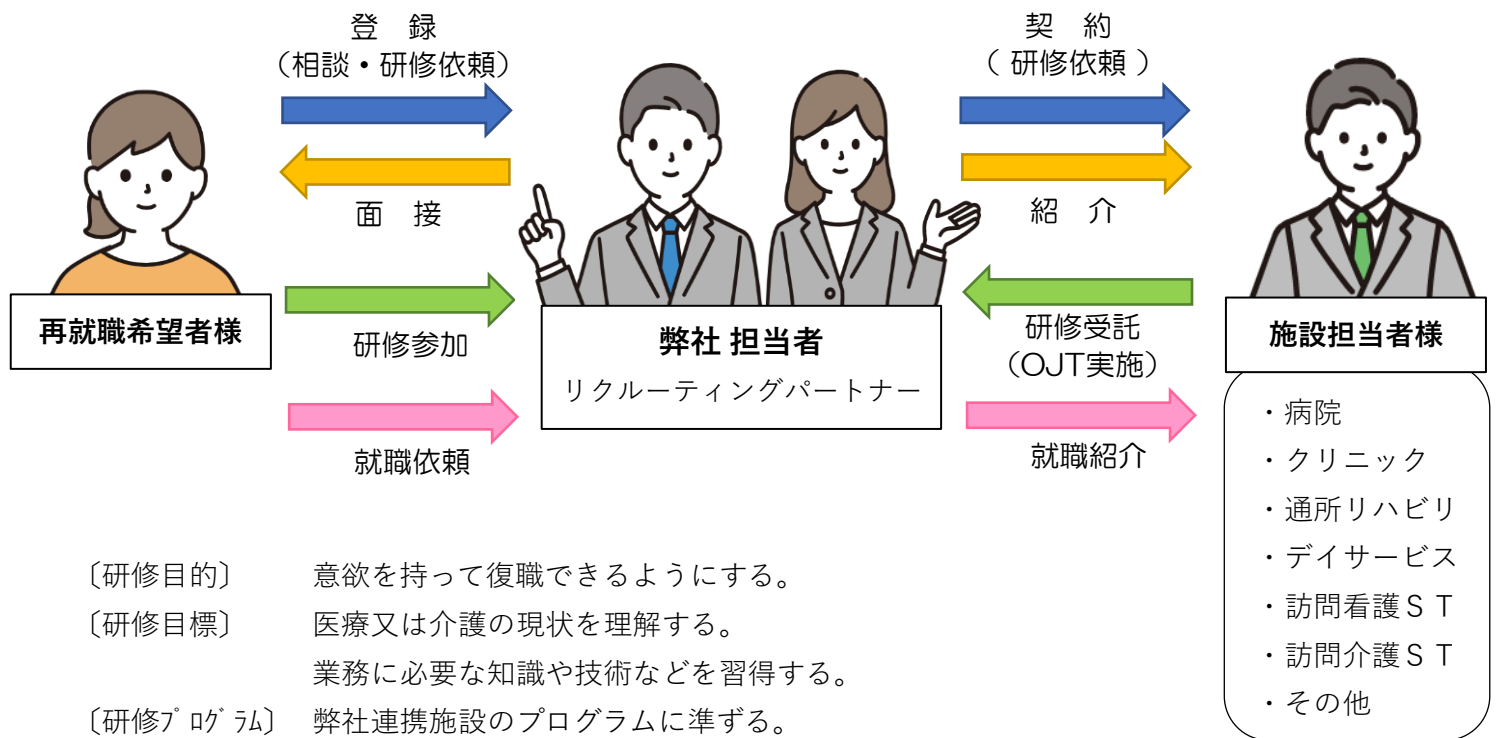 登　録
（相談・研修依頼）
面　接
研修参加
就職依頼
再就職希望者様
弊社 担当者
リクルーティングパートナー
契　約
（ 研修依頼 ）
紹　介
研修受託
（OJT実施）
就職紹介
施設担当者様
・病院
・クリニック
・通所リハビリ
・デイサービス
・訪問看護ＳＴ
・訪問介護ＳＴ
・その他
〔研修目的〕　意欲を持って復職できるようにする。
〔研修目標〕　医療又は介護の現状を理解する。
業務に必要な知識や技術などを習得する。
〔研修ﾌﾟﾛｸﾞﾗﾑ〕　弊社連携施設のプログラムに準ずる。